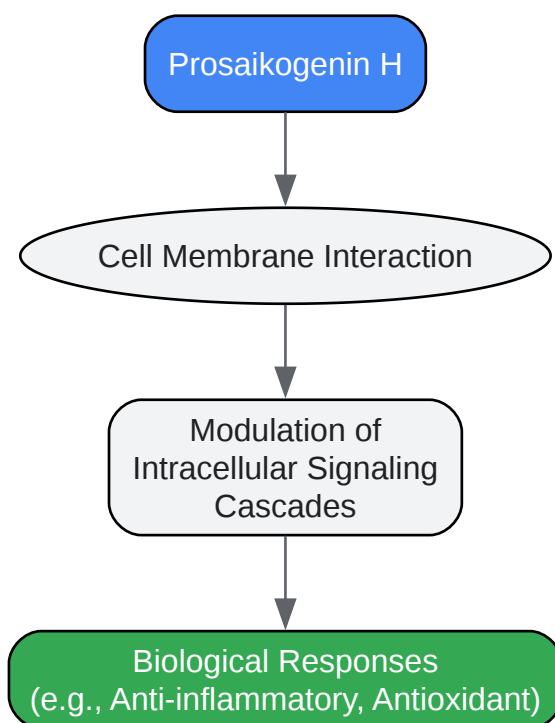 Prosaikogenin H
Cell Membrane Interaction
Modulation of
Intracellular Signaling
Cascades
Biological Responses
(e.g., Anti-inflammatory, Antioxidant)